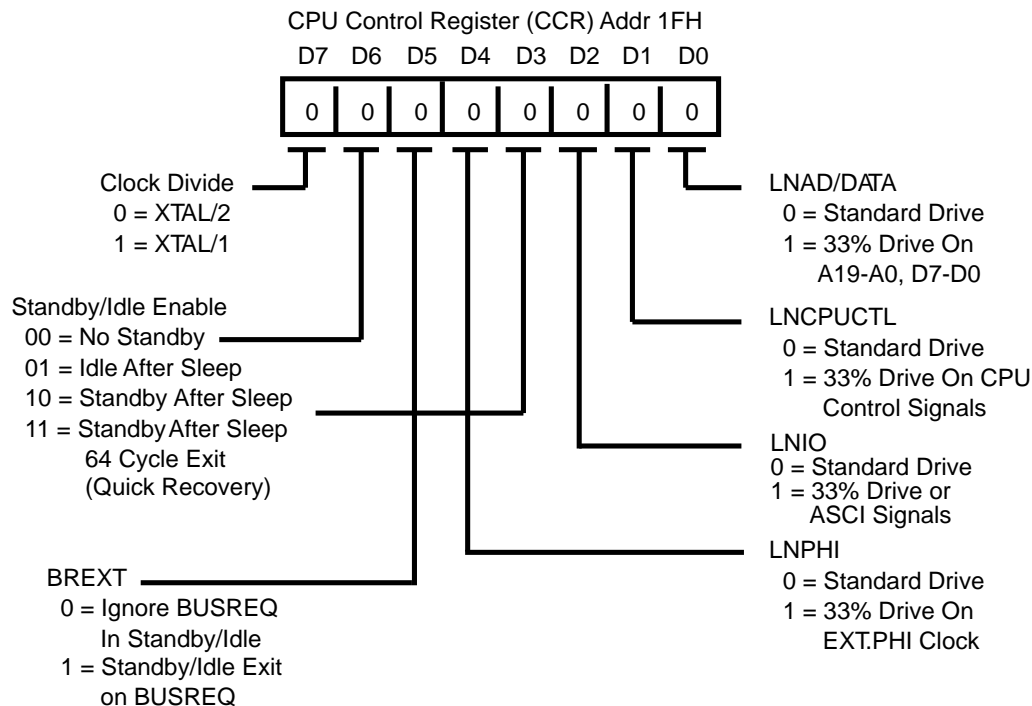 CPU Control Register (CCR) Addr 1FH
D7 D6 D5 D4 D3 D2 D1 D0
0 0 0 0 0 0 0 0
Clock Divide
0 = XTAL/2
1 = XTAL/1
Standby/Idle Enable
00 = No Standby
01 = Idle After Sleep
10 = Standby After Sleep
11 = Standby After Sleep
64 Cycle Exit
(Quick Recovery)
BREXT
0 = Ignore BUSREQ
In Standby/Idle
1 = Standby/Idle Exit
on BUSREQ
LNAD/DATA
0 = Standard Drive
1 = 33% Drive On
A19-A0, D7-D0
LNCPUCTL
0 = Standard Drive
1 = 33% Drive On CPU
Control Signals
LNIO
0 = Standard Drive
1 = 33% Drive or
ASCI Signals
LNPHI
0 = Standard Drive
1 = 33% Drive On
EXT.PHI Clock